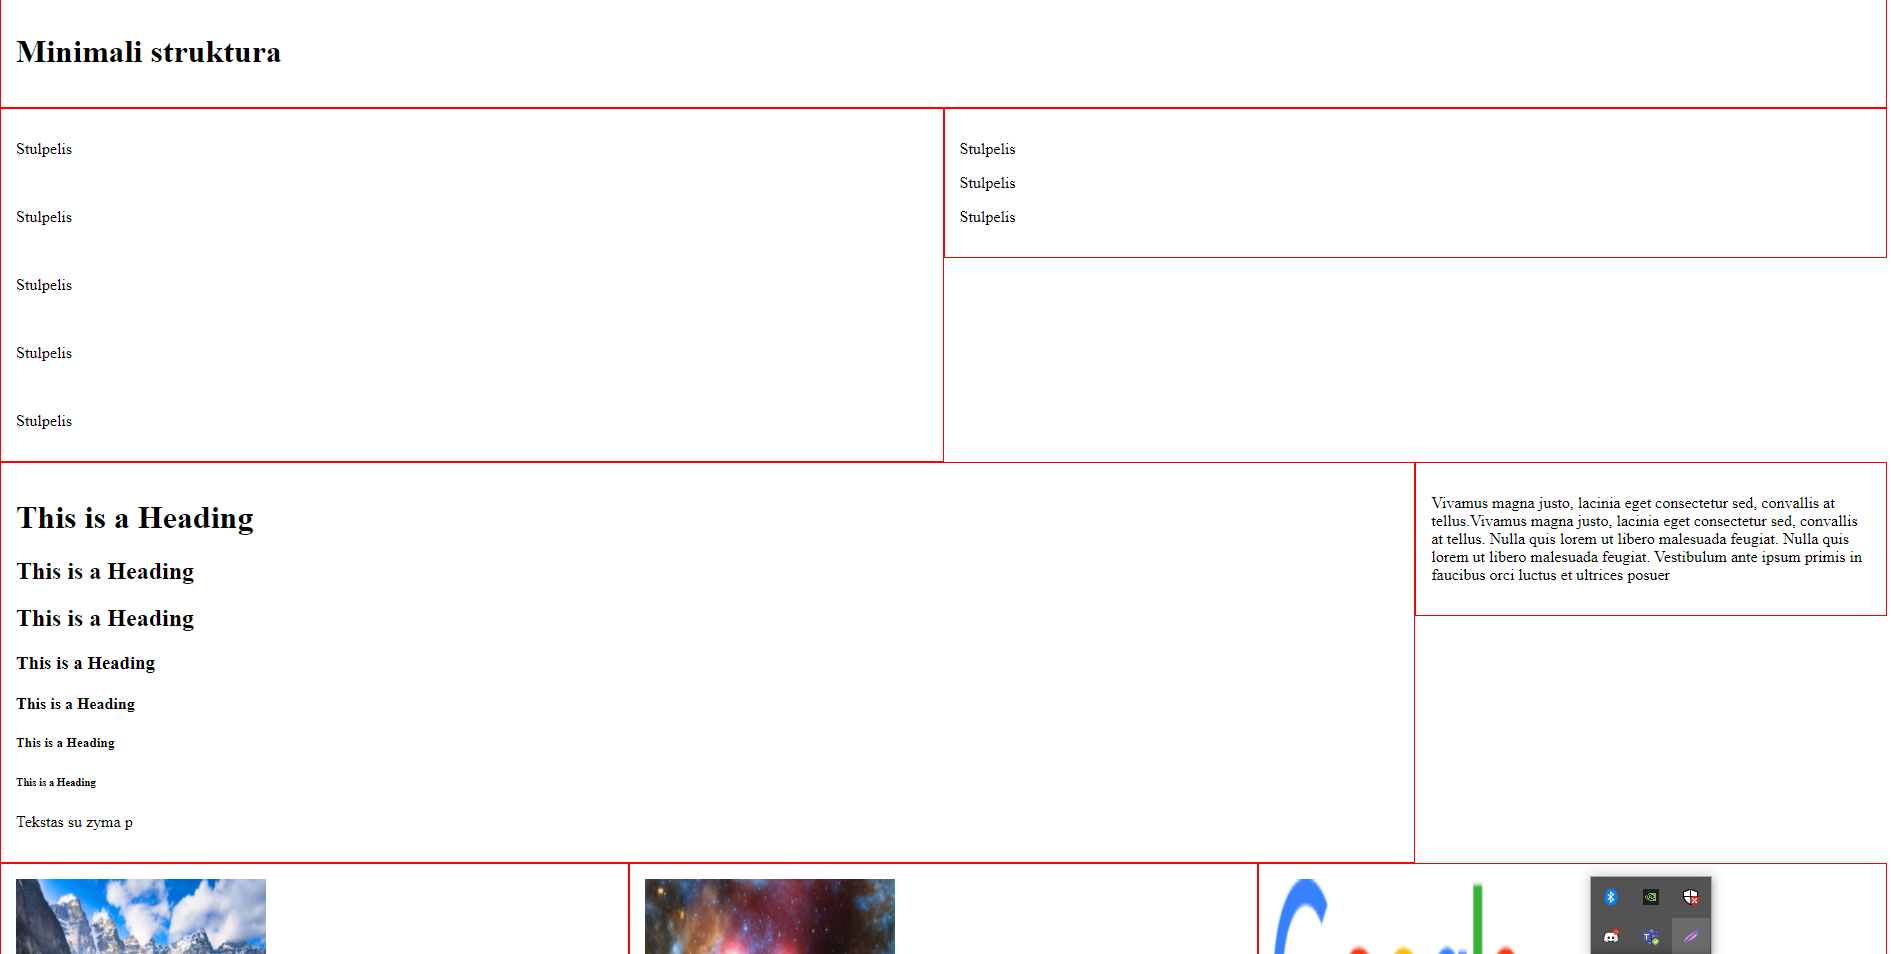 Minimali struktura
Stulpelis
Stulpelis
Stulpelis
Stulpelis
Stulpelis
Stulpelis
Stulpelis
Stulpelis
This is a Heading
This is a Heading
This is a Heading
This is a Heading
This is a Heading
This is a Heading
This is a Heading
Tekstas su zyma p
Vivamus magna justo, lacinia eget consectetur sed, convallis at
tellus.Vivamus magna justo, lacinia eget consectetur sed, convallis
at tellus. Nulla quis lorem ut libero malesuada feugiat. Nulla quis
lorem ut libero malesuada feugiat. Vestibulum ante ipsum primis in
faucibus orci luctus et ultrices posuer